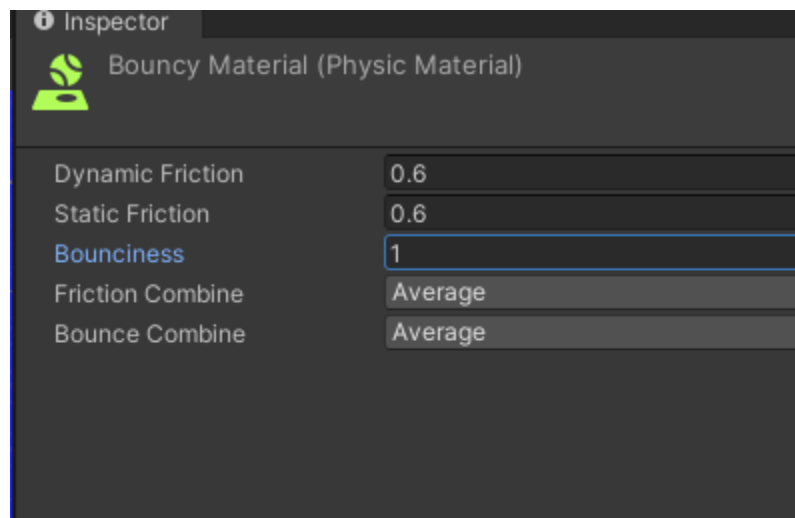 Inspector
Bouncy Material (Physic Material)
Dynamic Friction 0.6
Static Friction 0.6
Bounciness 1
Friction Combine Average
Bounce Combine Average